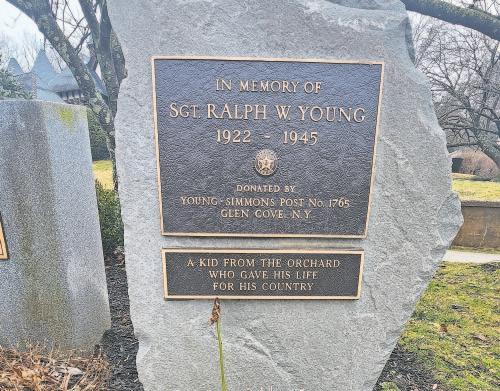 IN MEMORY OF
SGT. RALPH W. YOUNG
1922 - 1945
DONATED BY
YOUNG-SIMMONS POST No. 1765
GLEN COVE, N.Y.
A KID FROM THE ORCHARD
WHO GAVE HIS LIFE
FOR HIS COUNTRY